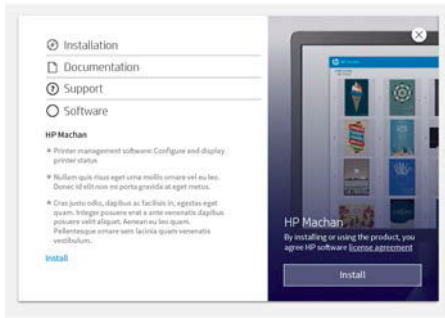 Installation
Documentation
Support
Software
HP Machan
Printer management software: Configure and display
printer status
Nullam quis risus eget urna mollis ornare vel eu leo.
Donec id elit non mi porta gravida at eget metus.
Cras justo odio, dapibus ac facilisis in, egestas eget
quam. Integer posuere erat a ante venenatis dapibus
posuere velit aliquet. Aenean eu leo quam.
Pellentesque ornare sem lacinia quam venenatis
vestibulum.
Install
HP Machan
By installing or using the product, you
agree HP software license agreement
Install